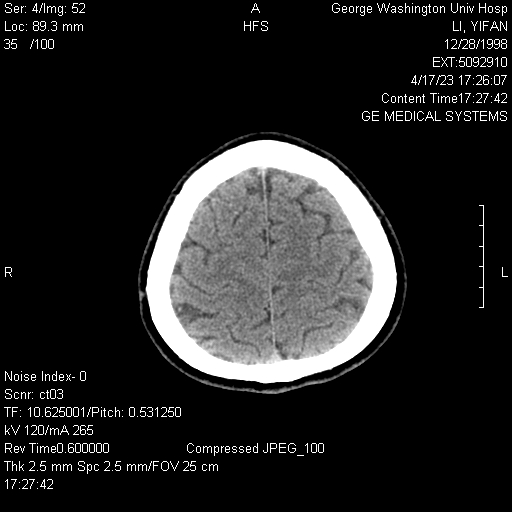 Ser: 4/Img: 52
Loc: 89.3 mm
35 /100
A
HFS
George Washington Univ Hosp
LI, YIFAN
12/28/1998
EXT:5092910
4/17/23 17:26:07
Content Time17:27:42
GE MEDICAL SYSTEMS
R
L
Noise Index- 0
Scnr: ct03
TF: 10.625001/Pitch: 0.531250
kV 120/mA 265
Rev Time0.600000
Compressed JPEG_100
Thk 2.5 mm Spc 2.5 mm/FOV 25 cm
17:27:42